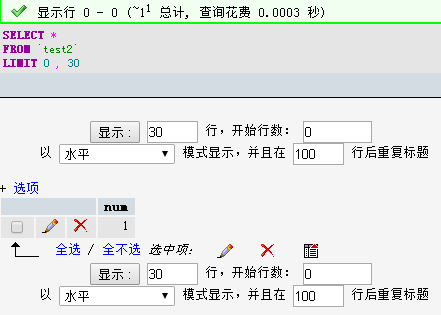 显示行 0 - 0 (~1¹ 总计, 查询花费 0.0003 秒)
SELECT *
FROM `test2`
LIMIT 0 , 30
显示: 30 行, 开始行数: 0
以 水平 模式显示, 并且在 100 行后重复标题
+ 选项
num
1
全选 / 全不选 选中项:
显示: 30 行, 开始行数: 0
以 水平 模式显示, 并且在 100 行后重复标题